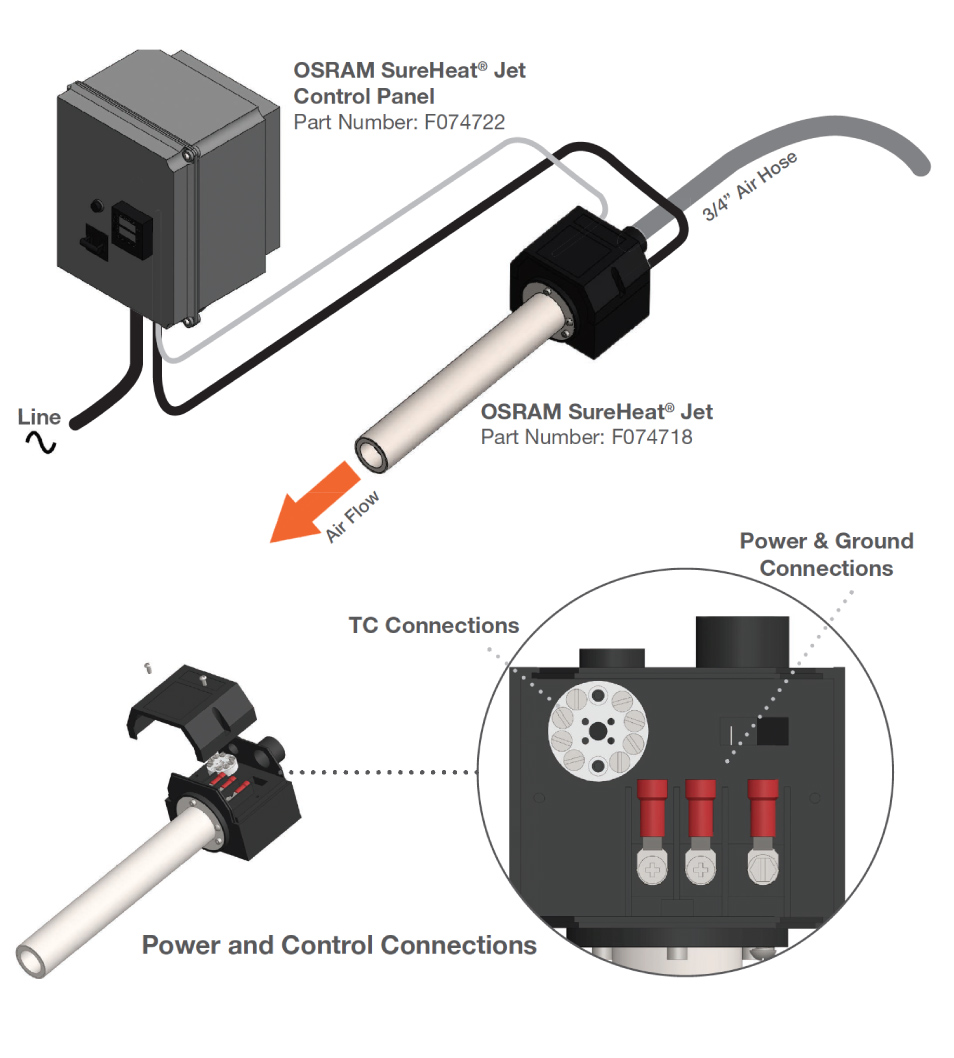 OSRAM SureHeat® Jet
Control Panel
Part Number: F074722
3/4” Air Hose
Line
OSRAM SureHeat® Jet
Part Number: F074718
Air Flow
Power & Ground
Connections
TC Connections
Power and Control Connections